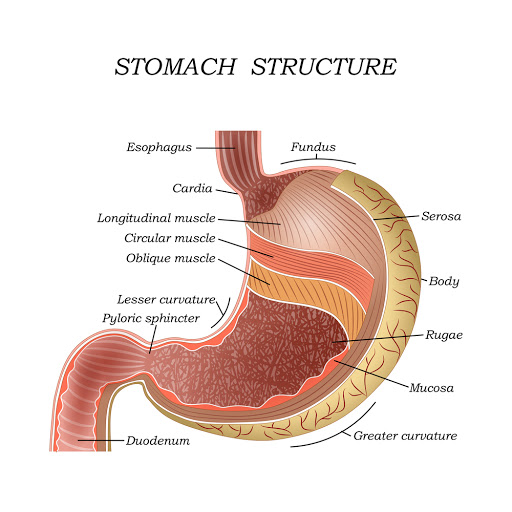 STOMACH STRUCTURE
Esophagus
Fundus
Cardia
Longitudinal muscle
Serosa
Circular muscle
Oblique muscle
Body
Lesser curvature
Pyloric sphincter
Rugae
Mucosa
Greater curvature
Duodenum